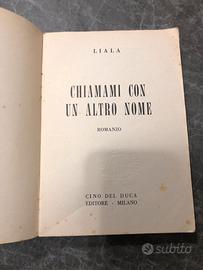 LIALA
CHIAMAMI CON
UN ALTRO NOME
ROMANZO
CINO DEL DUCA
EDITORE - MILANO
subito